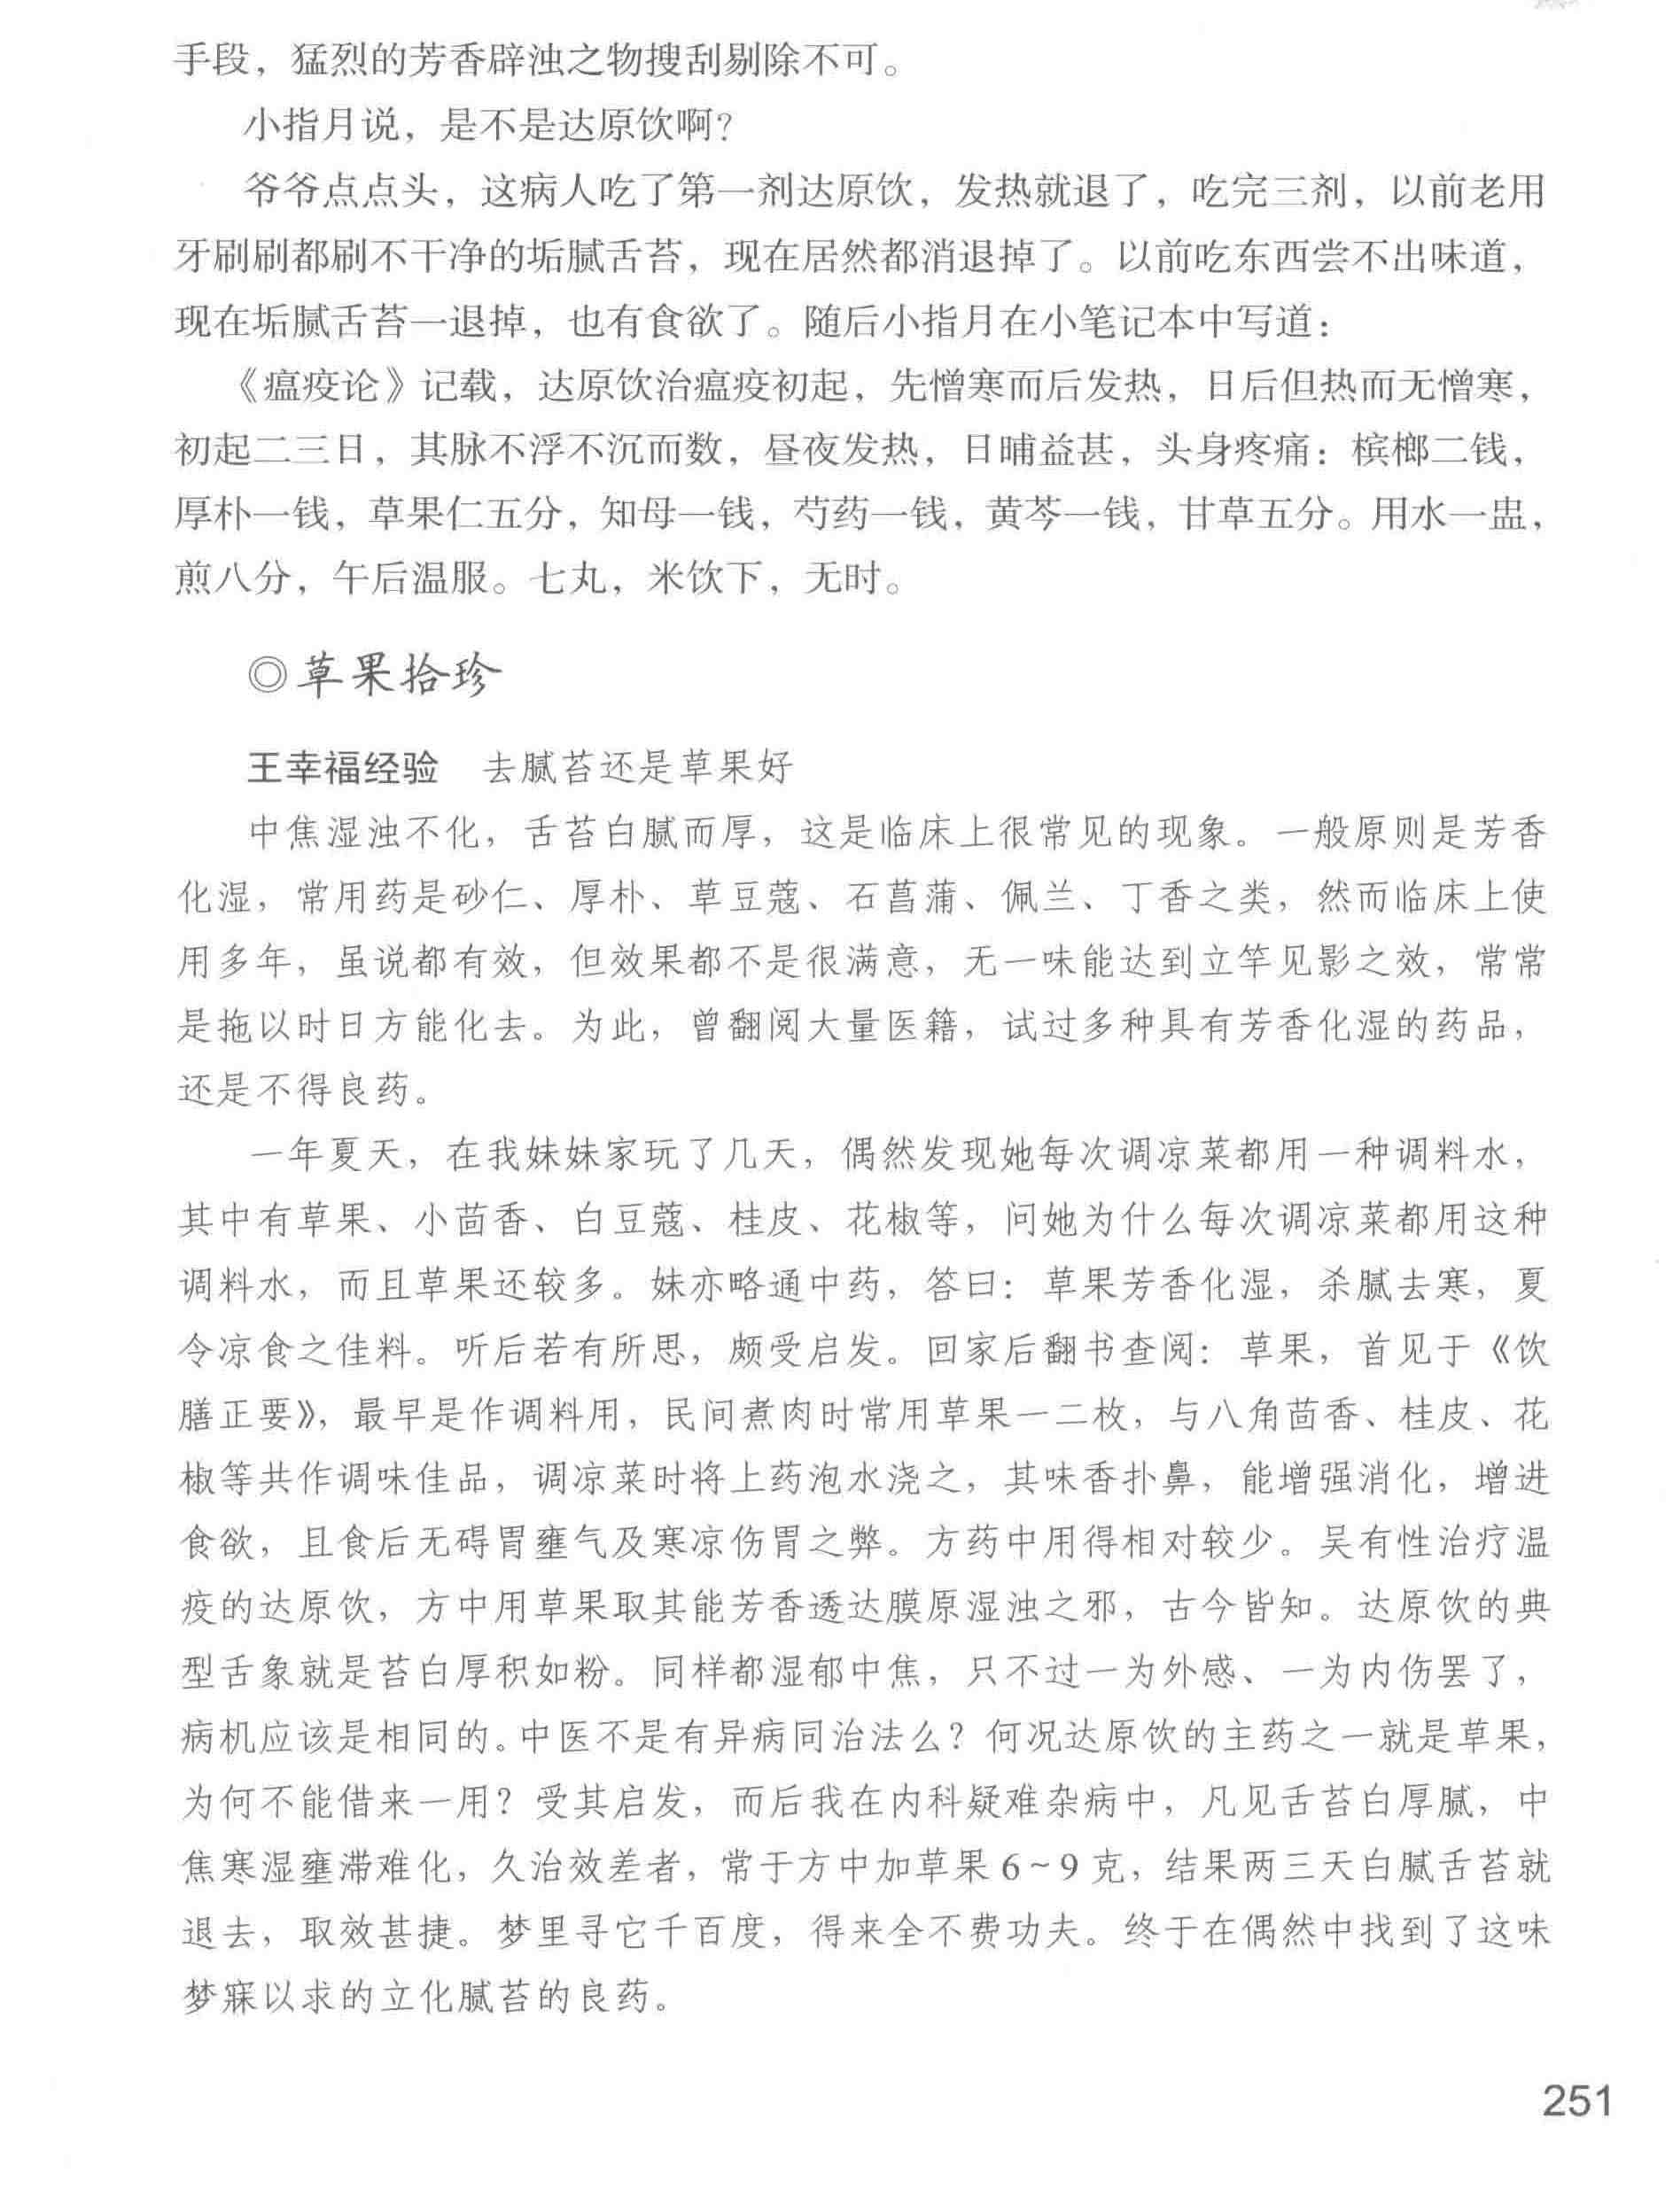 手段，猛烈的芳香辟浊之物搜刮剔除不可。
小指月说，是不是达原饮啊？
爷爷点点头，这病人吃了第一剂达原饮，发热就退了，吃完三剂，以前老用
牙刷刷都刷不干净的垢腻舌苔，现在居然都消退掉了。以前吃东西尝不出味道，
现在垢腻舌苔一退掉，也有食欲了。随后小指月在小笔记本中写道：
《瘟疫论》记载，达原饮治瘟疫初起，先憎寒而后发热，日后但热而无憎寒，
初起二三日，其脉不浮不沉而数，昼夜发热，日晡益甚，头身疼痛：槟榔二钱，
厚朴一钱，草果仁五分，知母一钱，芍药一钱，黄芩一钱，甘草五分。用水一盅，
煎八分，午后温服。七丸，米饮下，无时。
◎草果拾珍
王幸福经验　去腻苔还是草果好
中焦湿浊不化，舌苔白腻而厚，这是临床上很常见的现象。一般原则是芳香
化湿，常用药是砂仁、厚朴、草豆蔻、石菖蒲、佩兰、丁香之类，然而临床上使
用多年，虽说都有效，但效果都不是很满意，无一味能达到立竿见影之效，常常
是拖以时日方能化去。为此，曾翻阅大量医籍，试过多种具有芳香化湿的药品，
还是不得良药。
一年夏天，在我妹妹家玩了几天，偶然发现她每次调凉菜都用一种调料水，
其中有草果、小茴香、白豆蔻、桂皮、花椒等，问她为什么每次调凉菜都用这种
调料水，而且草果还较多。妹亦略通中药，答曰：草果芳香化湿，杀腻去寒，夏
令凉食之佳料。听后若有所思，颇受启发。回家后翻书查阅：草果，首见于《饮
膳正要》，最早是作调料用，民间煮肉时常用草果一二枚，与八角茴香、桂皮、花
椒等共作调味佳品，调凉菜时将上药泡水浇之，其味香扑鼻，能增强消化，增进
食欲，且食后无碍胃壅气及寒凉伤胃之弊。方药中用得相对较少。吴有性治疗温
疫的达原饮，方中用草果取其能芳香透达膜原湿浊之邪，古今皆知。达原饮的典
型舌象就是苔白厚积如粉。同样都湿郁中焦，只不过一为外感、一为内伤罢了，
病机应该是相同的。中医不是有异病同治法么？何况达原饮的主药之一就是草果，
为何不能借来一用？受其启发，而后我在内科疑难杂病中，凡见舌苔白厚腻，中
焦寒湿壅滞难化，久治效差者，常于方中加草果6~9克，结果两三天白腻舌苔就
退去，取效甚捷。梦里寻它千百度，得来全不费功夫。终于在偶然中找到了这味
梦寐以求的立化腻苔的良药。
251